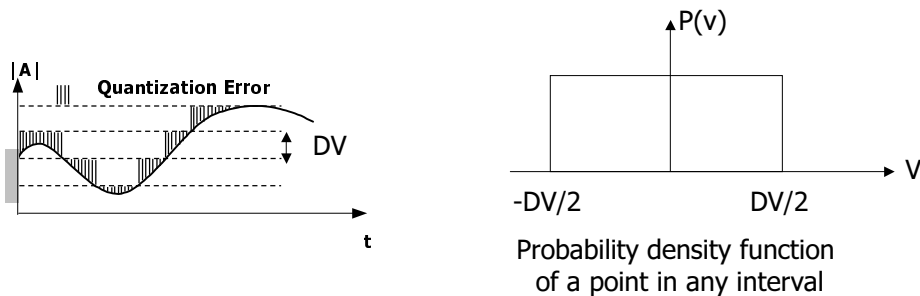 |A|
Quantization Error
DV
t
P(v)
V
-DV/2
DV/2
Probability density function
of a point in any interval